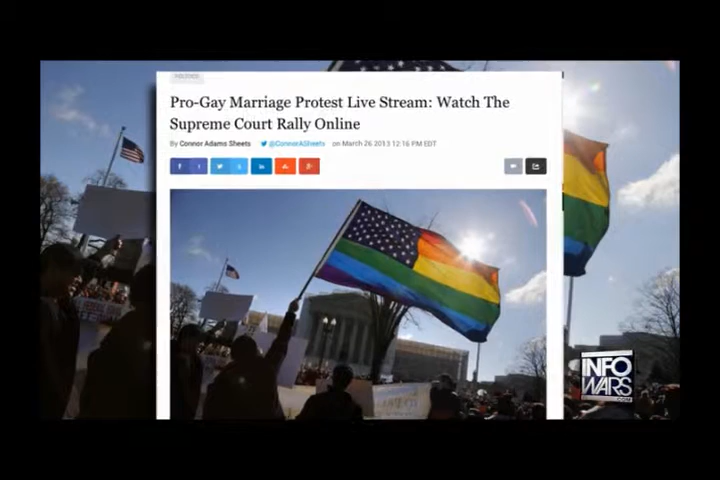 POLITICS
Pro-Gay Marriage Protest Live Stream: Watch The
Supreme Court Rally Online
By Connor Adams Sheets @ConnorASheets on March 26 2013 12:16 PM EDT
INFO
WARS
.COM